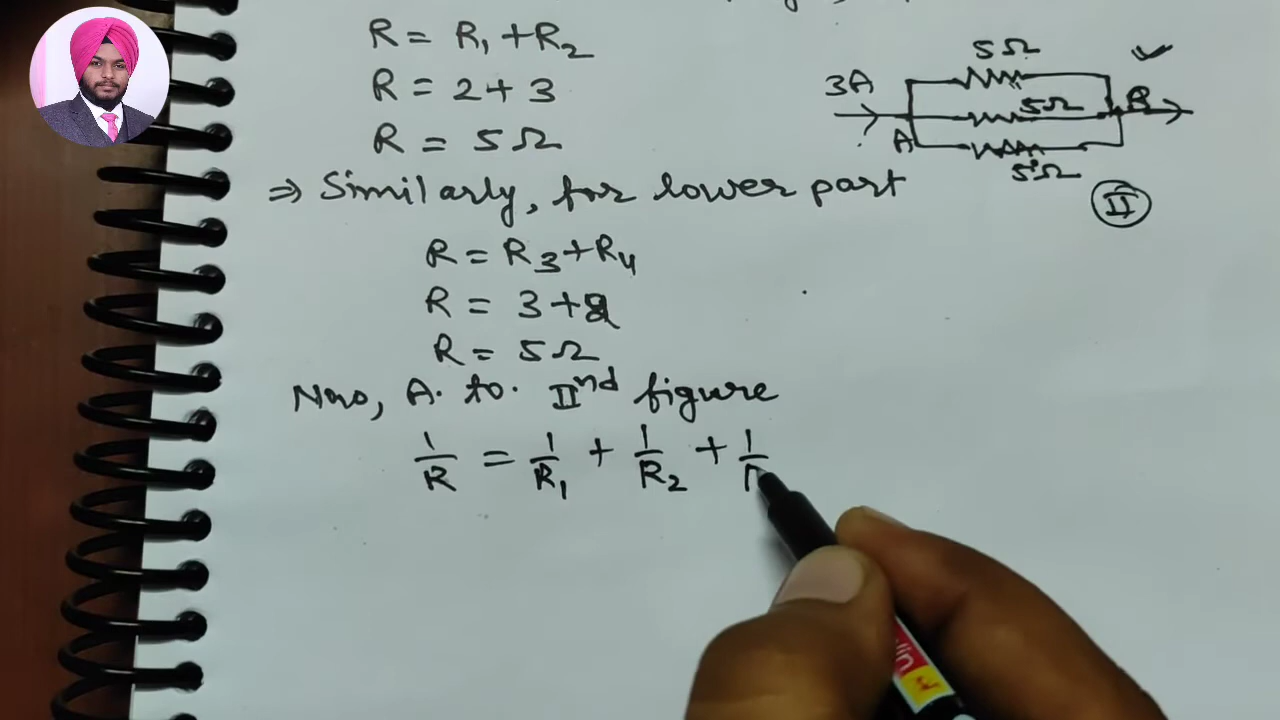 R = R₁ + R₂
R = 2 + 3
R = 5 Ω
⇒ Similarly, for lower part
R = R₃ + R₄
R = 3 + 2
R = 5 Ω
Now, A. to. IInd figure
1/R = 1/R₁ + 1/R₂ + 1/
5 Ω
3A
5 Ω
A
B
5 Ω
?
II